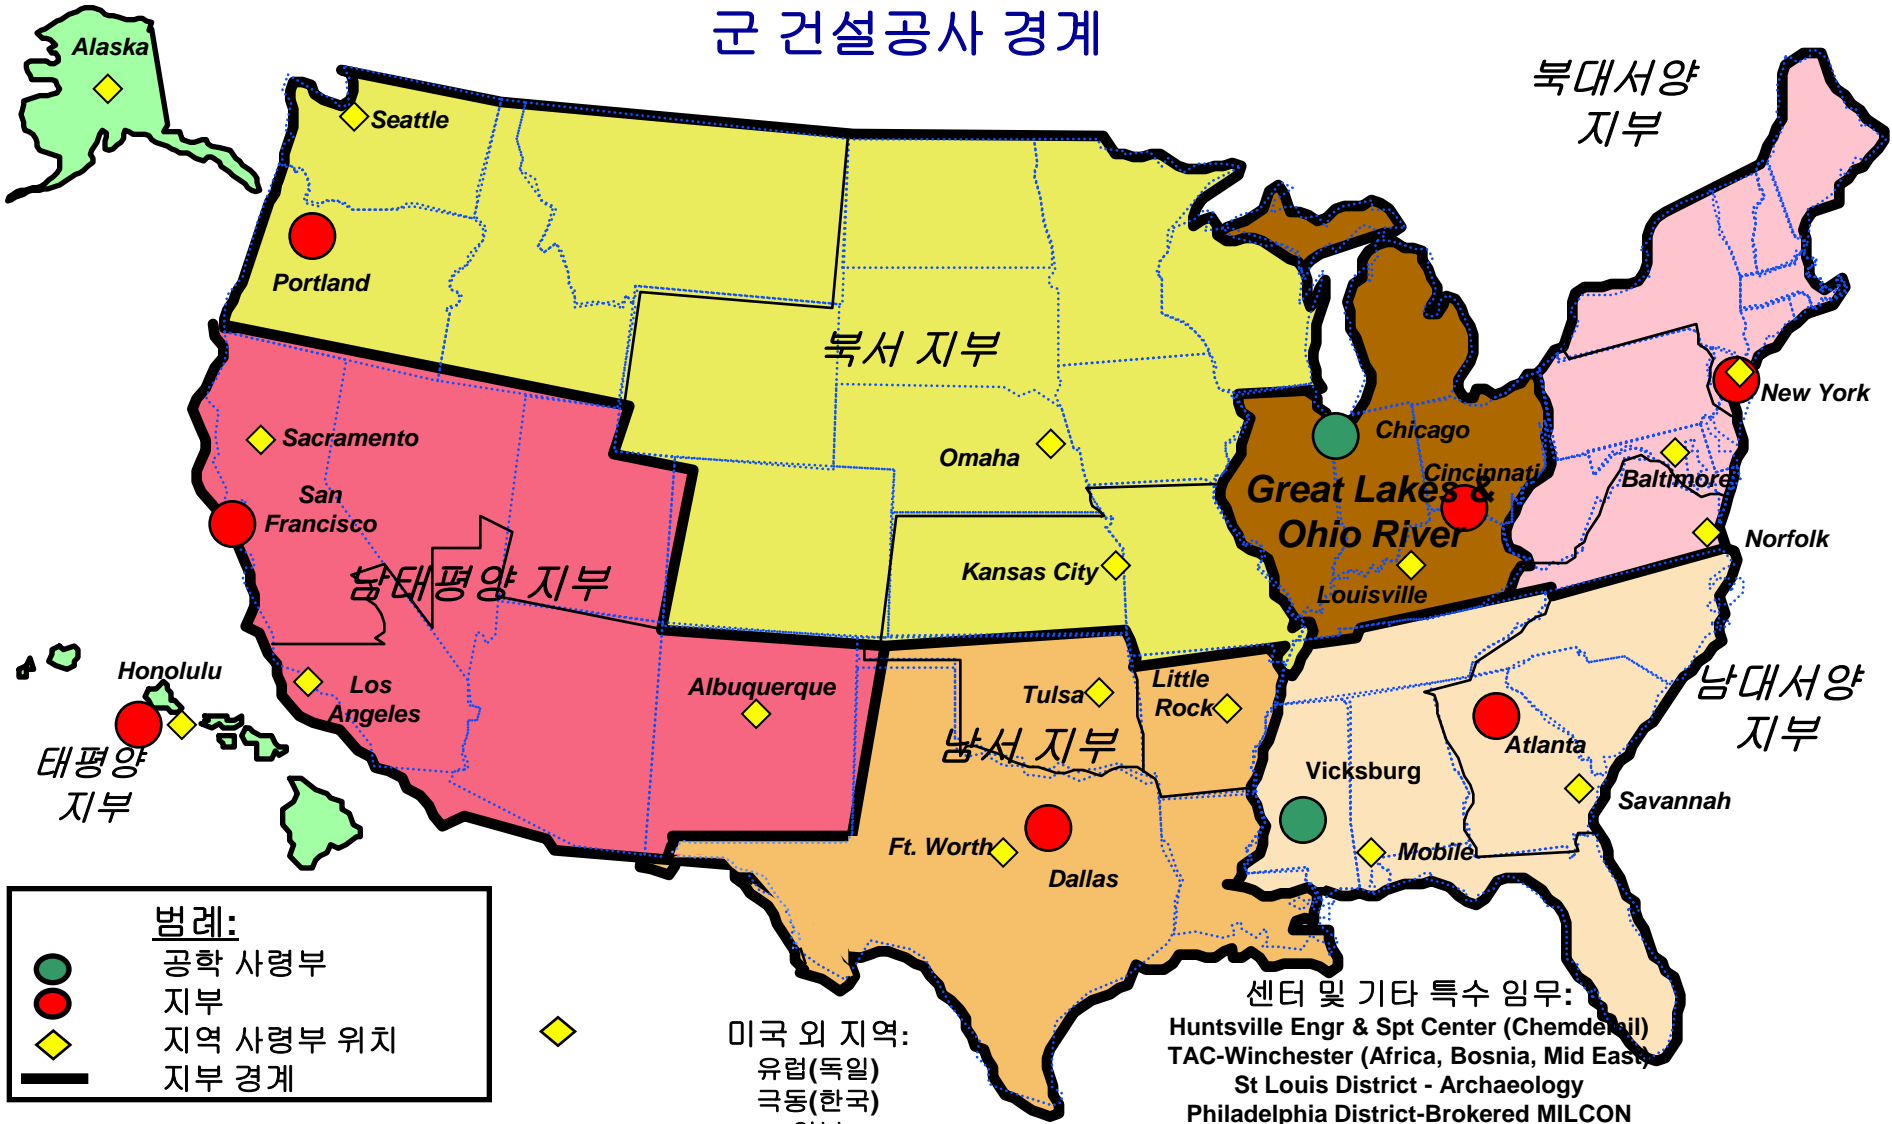 군 건설공사 경계
Alaska
북대서양
지부
Seattle
Portland
북서 지부
New York
Sacramento
Chicago
Omaha
Cincinnati
Baltimore
San
Francisco
Great Lakes &
Ohio River
Norfolk
Kansas City
남태평양 지부
Louisville
Honolulu
Los
Angeles
Albuquerque
Tulsa
Little
Rock
남대서양
지부
남서 지부
Atlanta
태평양
지부
Vicksburg
Savannah
Ft. Worth
Mobile
Dallas
범례:
공학 사령부
지부
지역 사령부 위치
지부 경계
미국 외 지역:
유럽(독일)
극동(한국)
센터 및 기타 특수 임무:
Huntsville Engr & Spt Center (Chemdemil)
TAC-Winchester (Africa, Bosnia, Mid East)
St Louis District - Archaeology
Philadelphia District-Brokered MILCON